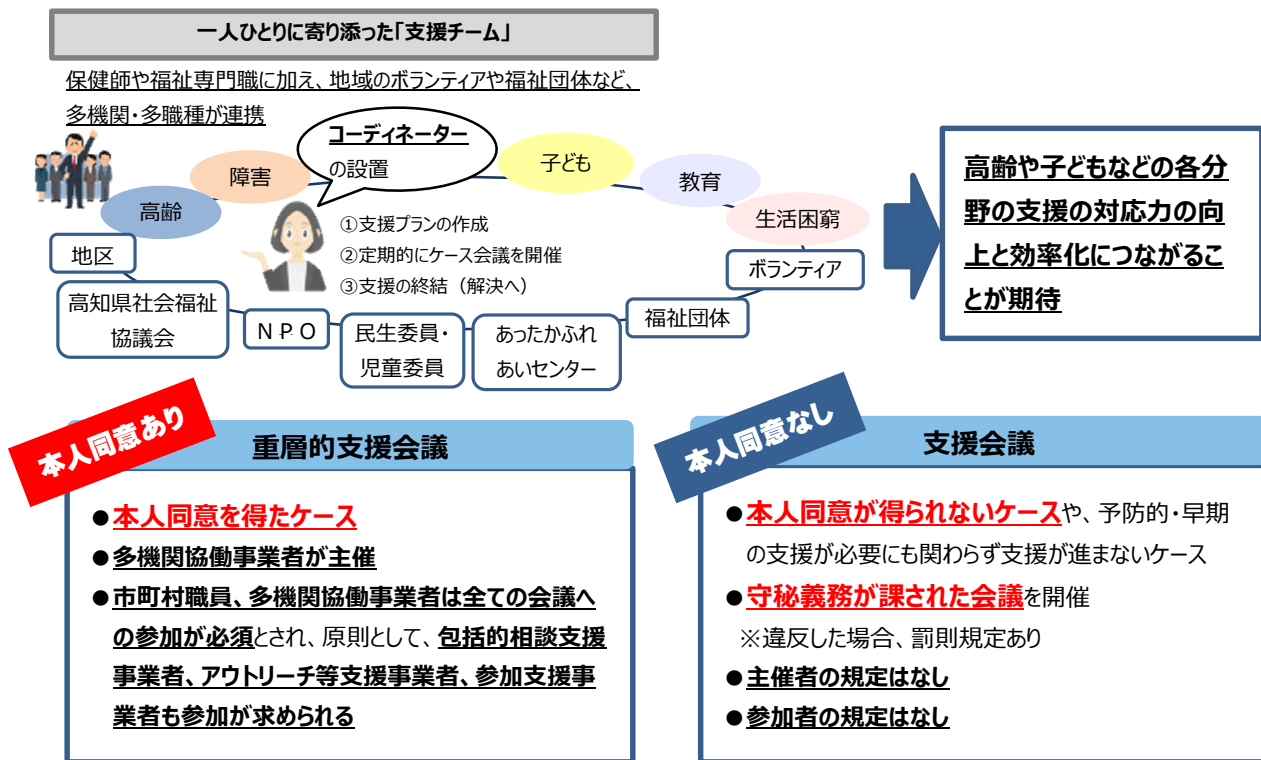 一人ひとりに寄り添った「支援チーム」
保健師や福祉専門職に加え、地域のボランティアや福祉団体など、
多機関・多職種が連携
コーディネーター
の設置
高齢
障害
子ども
教育
生活困窮
①支援プランの作成
②定期的にケース会議を開催
③支援の終結（解決へ）
地区
高知県社会福祉
協議会
NPO
民生委員・
児童委員
あったかふれ
あいセンター
福祉団体
ボランティア
高齢や子どもなどの各分
野の支援の対応力の向
上と効率化につながるこ
とが期待
本人同意あり
重層的支援会議
●本人同意を得たケース
●多機関協働事業者が主催
●市町村職員、多機関協働事業者は全ての会議へ
の参加が必須とされ、原則として、包括的相談支援
事業者、アウトリーチ等支援事業者、参加支援事
業者も参加が求められる
本人同意なし
支援会議
●本人同意が得られないケースや、予防的・早期
の支援が必要にも関わらず支援が進まないケース
●守秘義務が課された会議を開催
※違反した場合、罰則規定あり
●主催者の規定はなし
●参加者の規定はなし